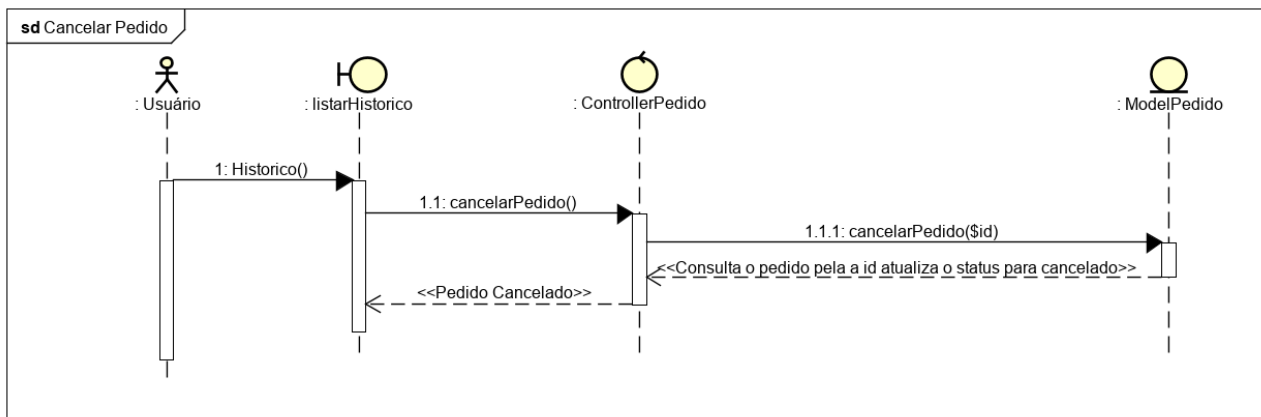 sd Cancelar Pedido
: Usuário
: listarHistorico
: ControllerPedido
: ModelPedido
1: Historico()
1.1: cancelarPedido()
1.1.1: cancelarPedido($id)
<<Consulta o pedido pela a id atualiza o status para cancelado>>
<<Pedido Cancelado>>